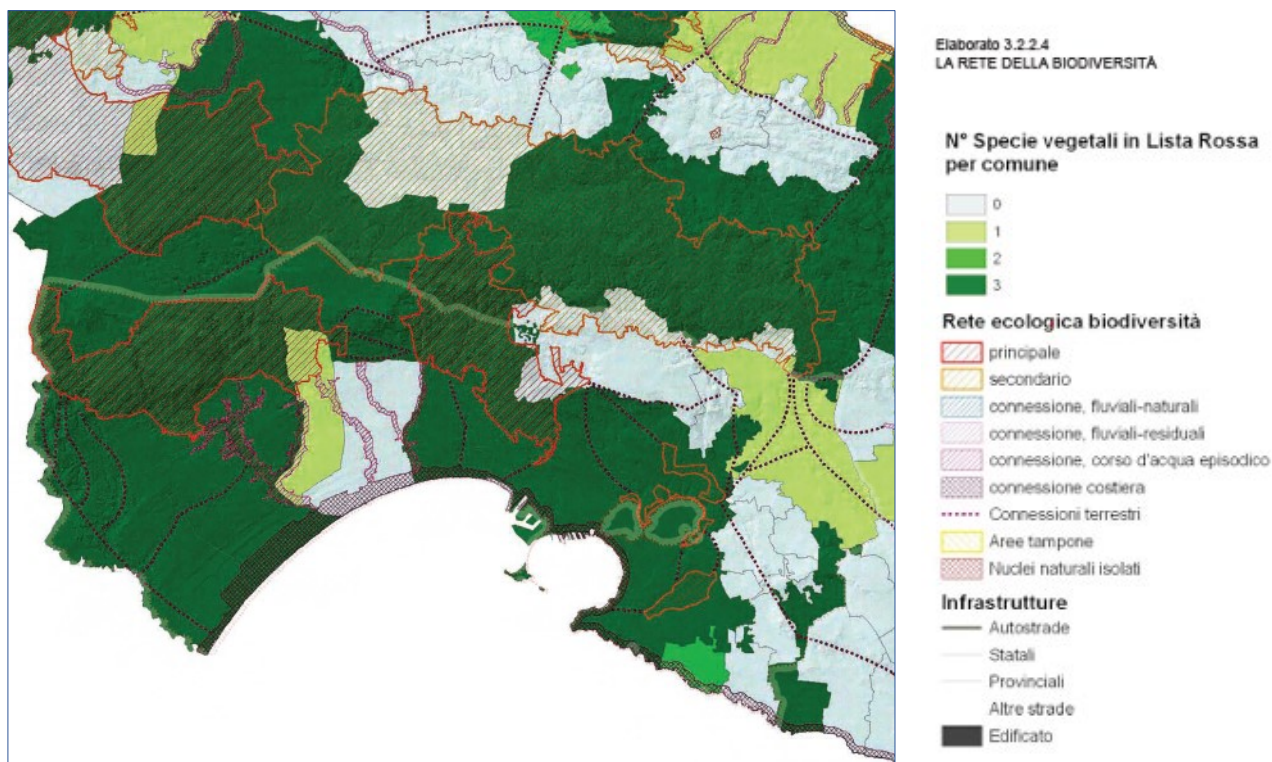 Elaborato 3.2.2.4
LA RETE DELLA BIODIVERSITÀ
N° Specie vegetali in Lista Rossa
per comune
0
1
2
3
Rete ecologica biodiversità
principale
secondario
connessione, fluviali-naturali
connessione, fluviali-residuali
connessione, corso d'acqua episodico
connessione costiera
Connessioni terrestri
Aree tampone
Nuclei naturali isolati
Infrastrutture
Autostrade
Statali
Provinciali
Altre strade
Edificato